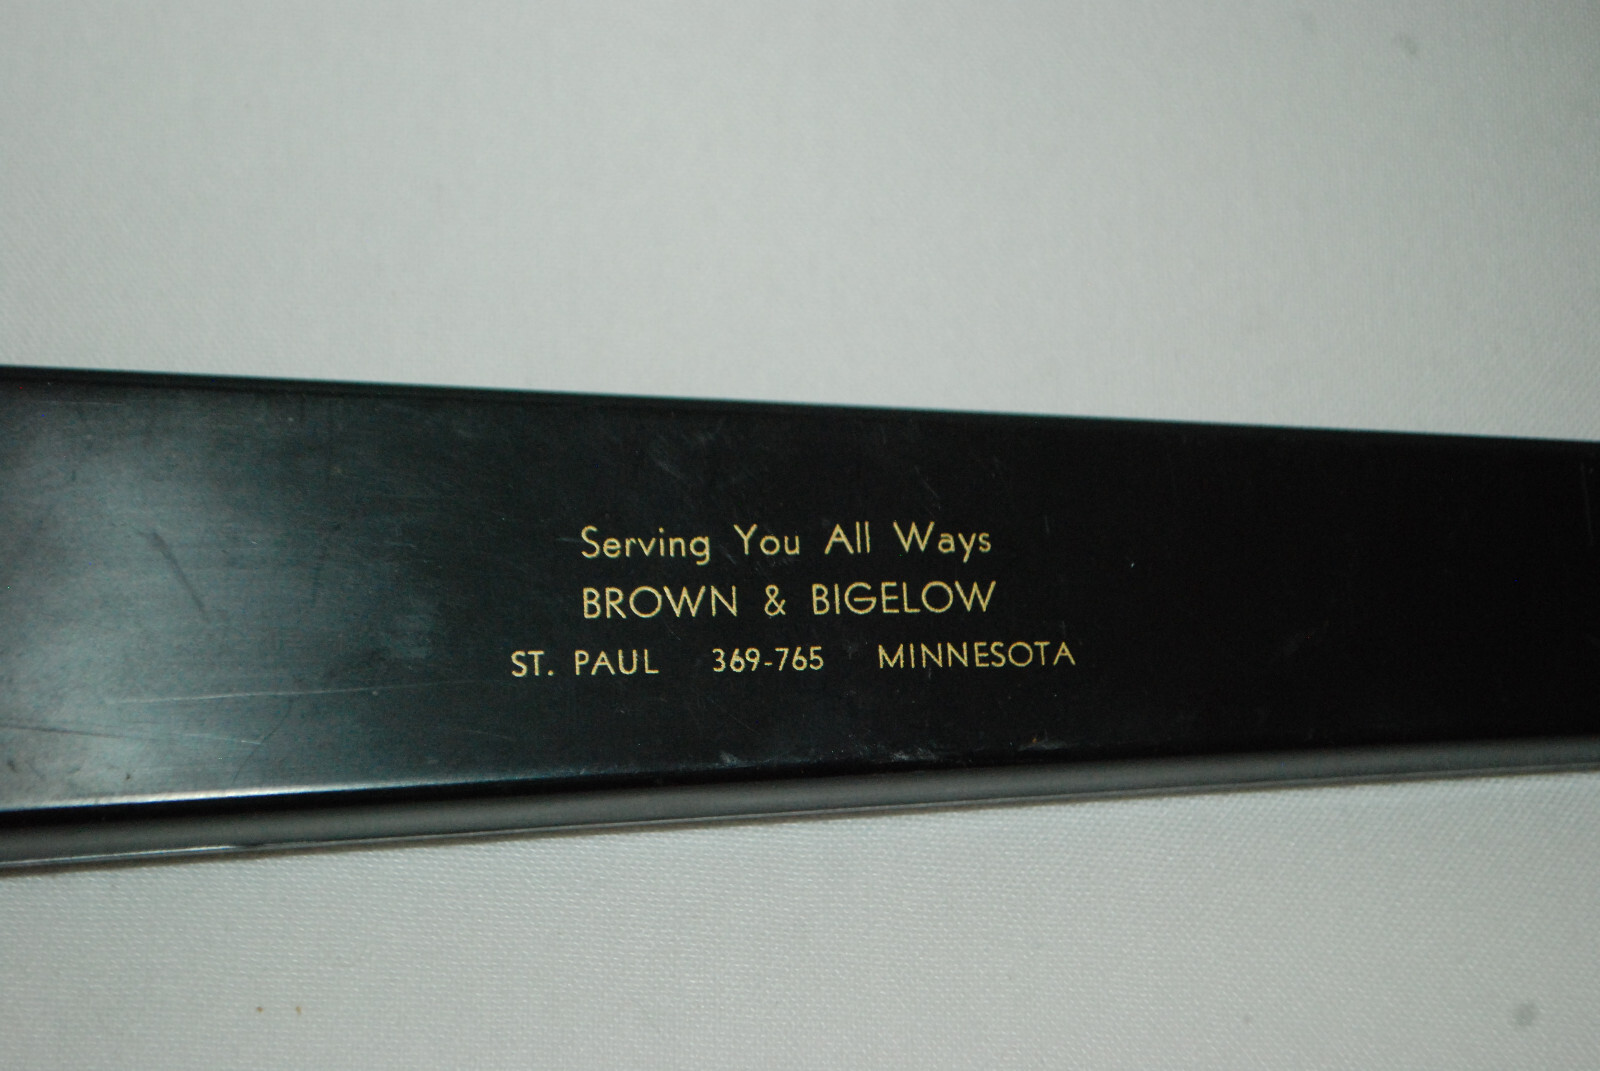 Serving You All Ways
BROWN & BIGELOW
ST. PAUL 369-765 MINNESOTA